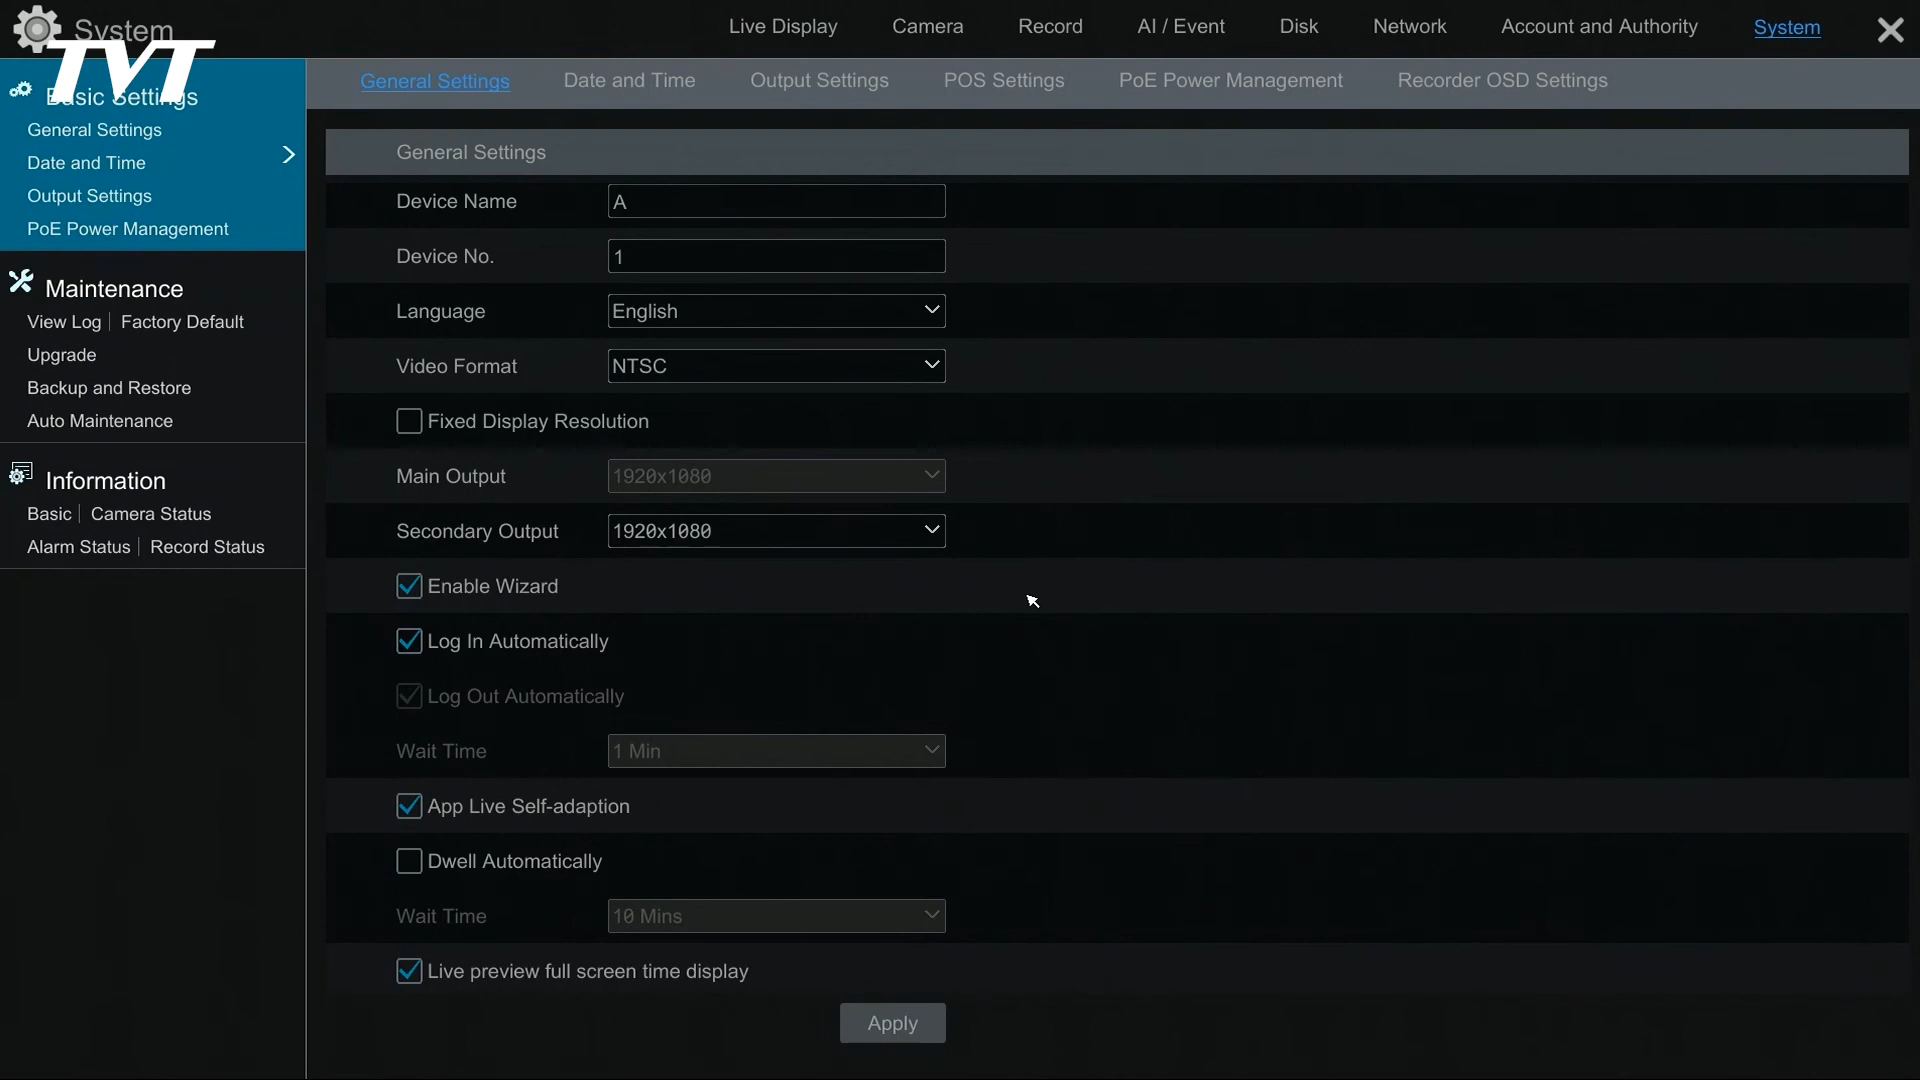 System
TVT
Live Display Camera Record AI / Event Disk Network Account and Authority System
General Settings Date and Time Output Settings POS Settings PoE Power Management Recorder OSD Settings
Basic Settings
General Settings
Date and Time
Output Settings
PoE Power Management
Maintenance
View Log | Factory Default
Upgrade
Backup and Restore
Auto Maintenance
Information
Basic | Camera Status
Alarm Status | Record Status
General Settings
Device Name A
Device No. 1
Language English
Video Format NTSC
Fixed Display Resolution
Main Output 1920x1080
Secondary Output 1920x1080
Enable Wizard
Log In Automatically
Log Out Automatically
Wait Time 1 Min
App Live Self-adaption
Dwell Automatically
Wait Time 10 Mins
Live preview full screen time display
Apply